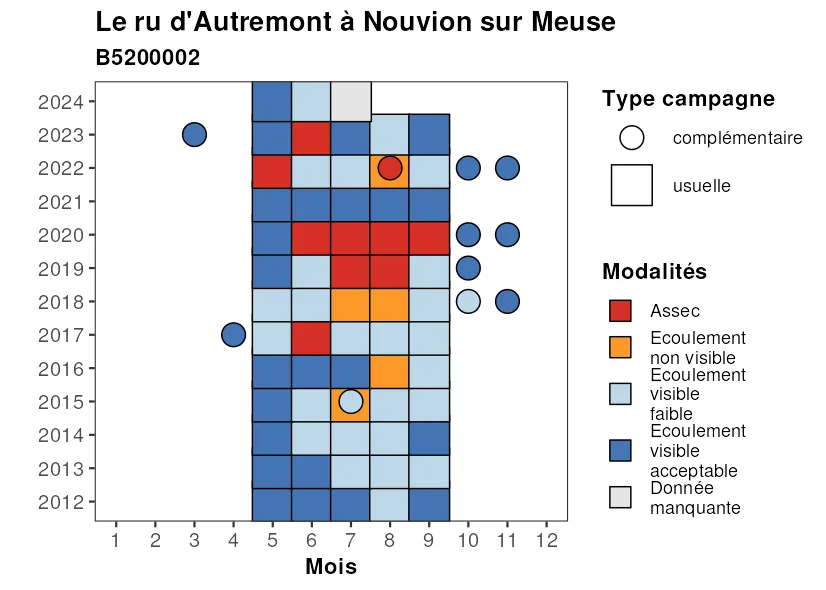 Le ru d'Autremont à Nouvion sur Meuse
B5200002
2024
2023
2022
2021
2020
2019
2018
2017
2016
2015
2014
2013
2012
1 2 3 4 5 6 7 8 9 10 11 12
Mois
Type campagne
complémentaire
usuelle
Modalités
Assec
Ecoulement
non visible
Ecoulement
visible
faible
Ecoulement
visible
acceptable
Donnée
manquante